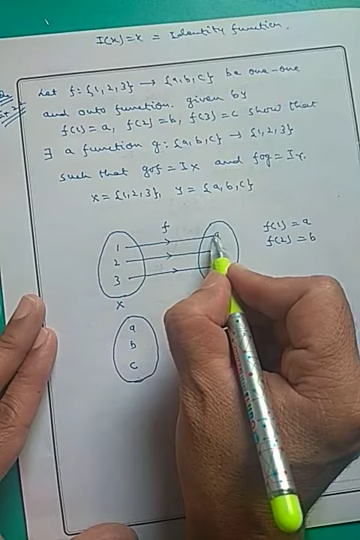 I(x)=x = Identity function.
Let f: {1,2,3} → {a,b,c} be one-one
and onto function. given by
f(1) = a, f(2) = b, f(3) = c show that
∃ a function g: {a,b,c} → {1,2,3}
such that gof = Ix and fog = Iy.
x = {1,2,3}, y = {a,b,c}
f
1
2
3
x
f(1) = a
f(2) = b
a
b
c